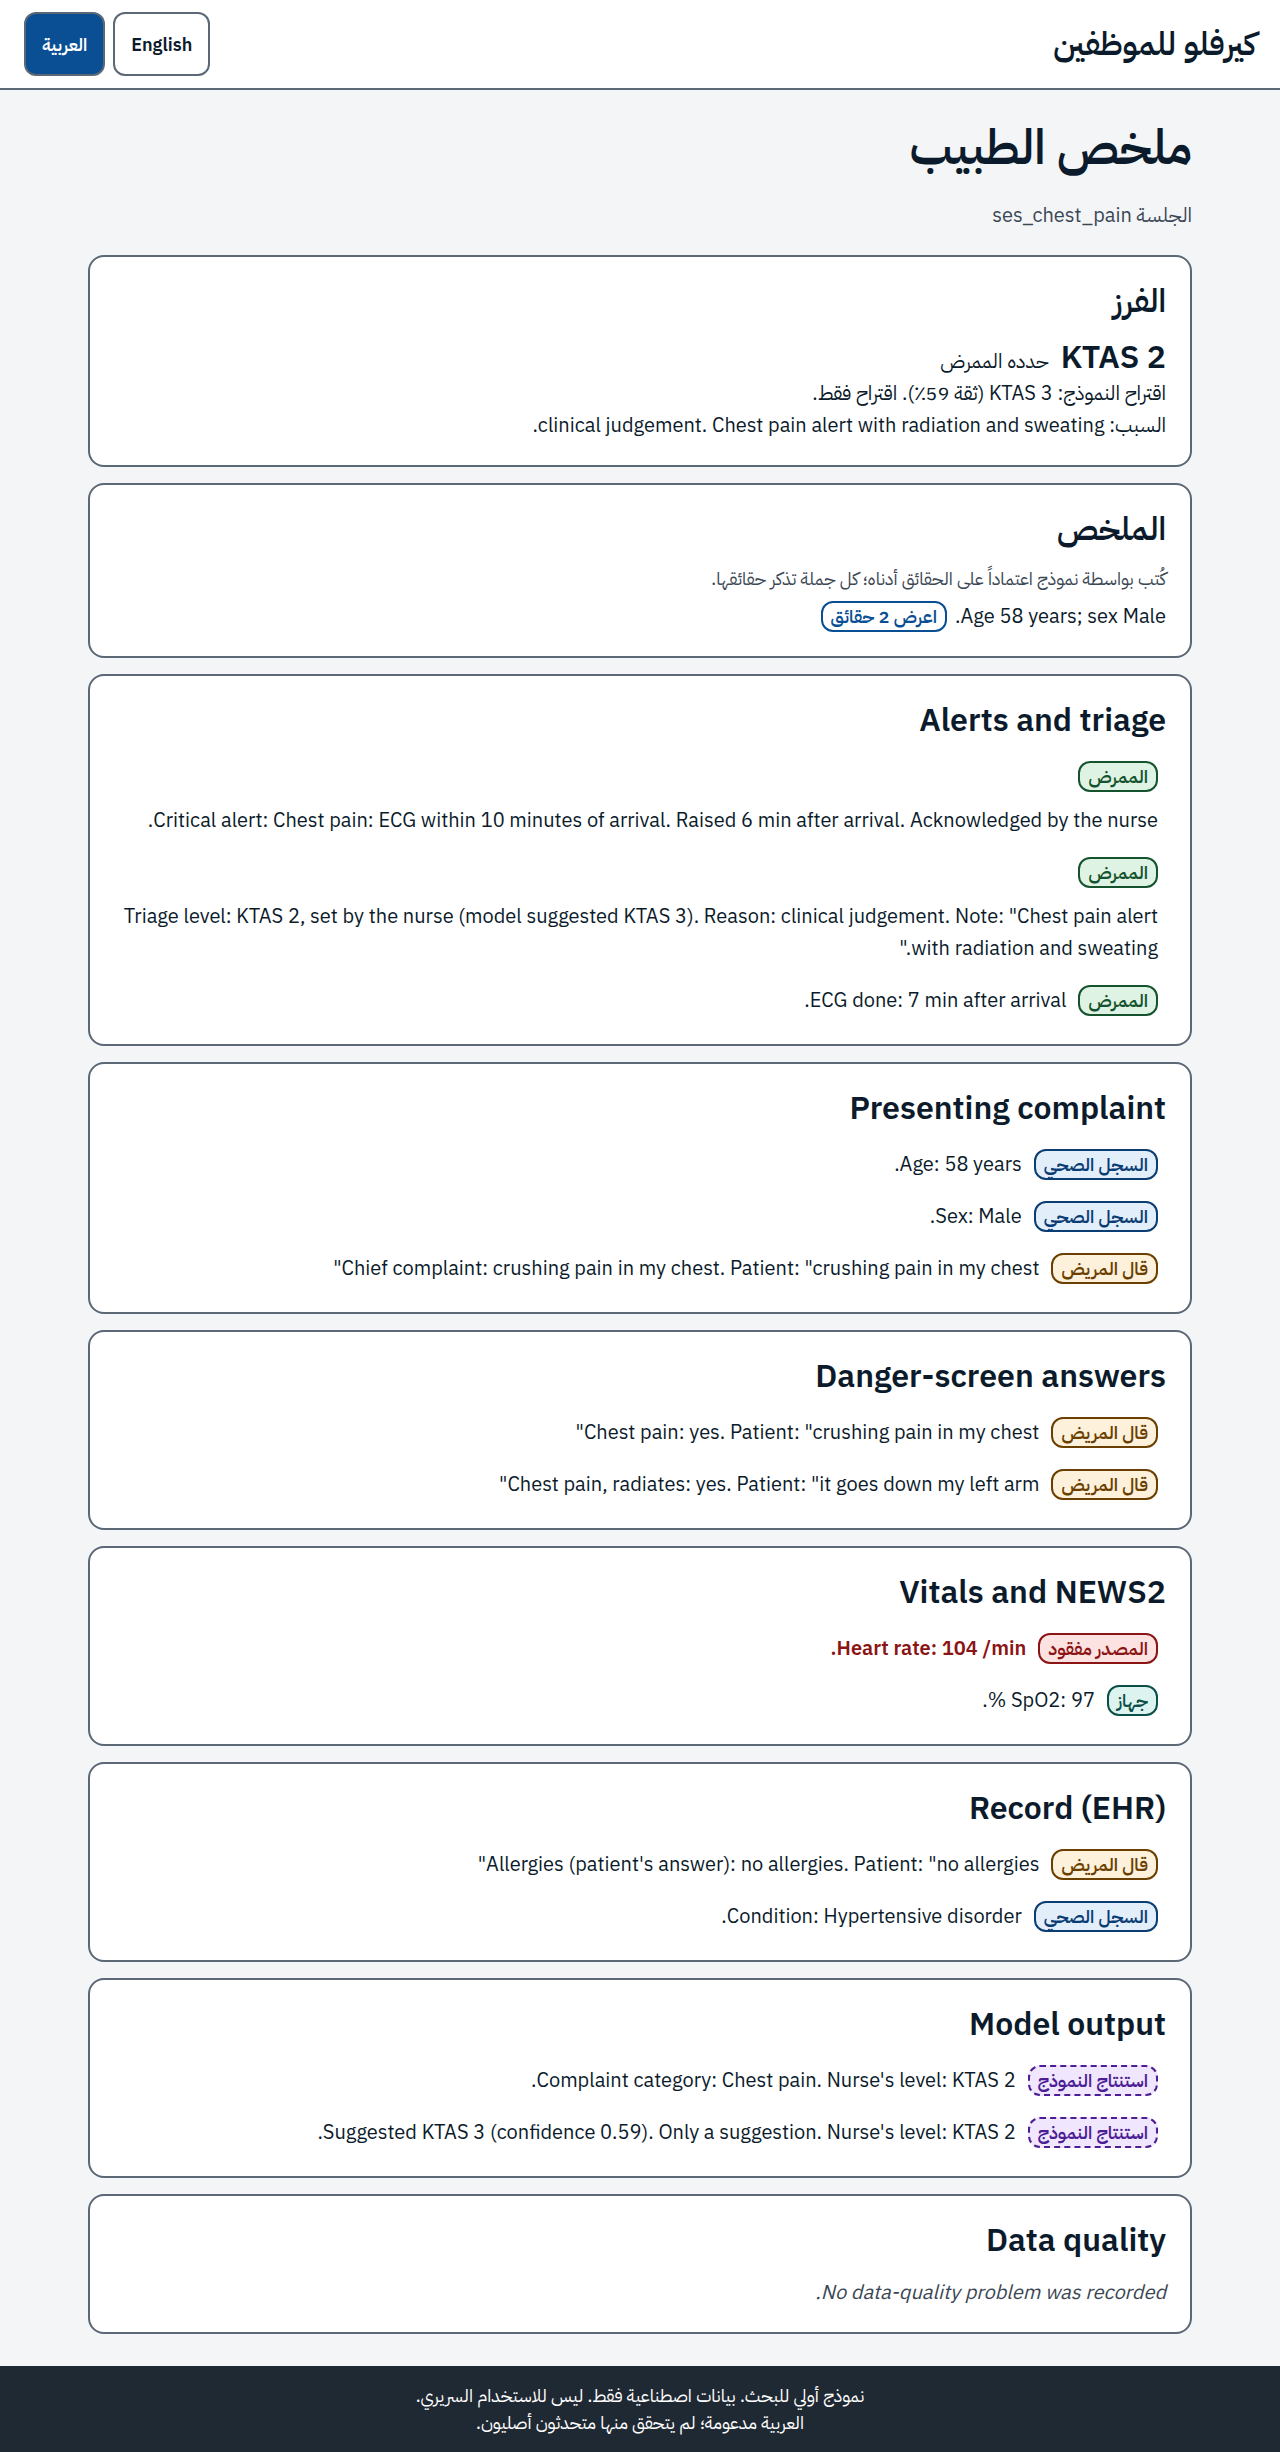 كيرفلو للموظفين
English
العربية
ملخص الطبيب
الجلسة ses_chest_pain
الفرز
KTAS 2 حدده الممرض
اقتراح النموذج: KTAS 3 (ثقة 59٪). اقتراح فقط.
السبب: clinical judgement. Chest pain alert with radiation and sweating.
الملخص
كُتب بواسطة نموذج اعتماداً على الحقائق أدناه؛ كل جملة تذكر حقائقها.
Age 58 years; sex Male. اعرض 2 حقائق
Alerts and triage
الممرض
Critical alert: Chest pain: ECG within 10 minutes of arrival. Raised 6 min after arrival. Acknowledged by the nurse.
الممرض
Triage level: KTAS 2, set by the nurse (model suggested KTAS 3). Reason: clinical judgement. Note: "Chest pain alert
with radiation and sweating."
الممرض ECG done: 7 min after arrival.
Presenting complaint
السجل الصحي Age: 58 years.
السجل الصحي Sex: Male.
قال المريض Chief complaint: crushing pain in my chest. Patient: "crushing pain in my chest"
Danger-screen answers
قال المريض Chest pain: yes. Patient: "crushing pain in my chest"
قال المريض Chest pain, radiates: yes. Patient: "it goes down my left arm"
Vitals and NEWS2
المصدر مفقود Heart rate: 104 /min.
جهاز SpO2: 97 %.
Record (EHR)
قال المريض Allergies (patient's answer): no allergies. Patient: "no allergies"
السجل الصحي Condition: Hypertensive disorder.
Model output
استنتاج النموذج Complaint category: Chest pain. Nurse's level: KTAS 2.
استنتاج النموذج Suggested KTAS 3 (confidence 0.59). Only a suggestion. Nurse's level: KTAS 2.
Data quality
No data-quality problem was recorded.
نموذج أولي للبحث. بيانات اصطناعية فقط. ليس للاستخدام السريري.
العربية مدعومة؛ لم يتحقق منها متحدثون أصليون.